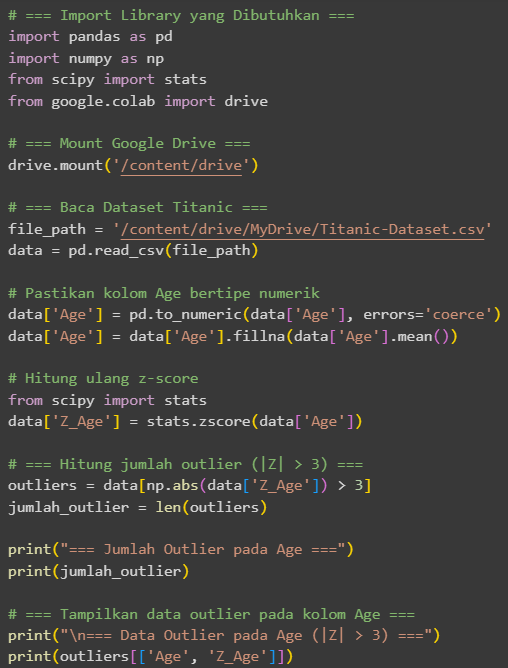 # === Import Library yang Dibutuhkan ===
import pandas as pd
import numpy as np
from scipy import stats
from google.colab import drive
# === Mount Google Drive ===
drive.mount('/content/drive')
# === Baca Dataset Titanic ===
file_path = '/content/drive/MyDrive/Titanic-Dataset.csv'
data = pd.read_csv(file_path)
# Pastikan kolom Age bertipe numerik
data['Age'] = pd.to_numeric(data['Age'], errors='coerce')
data['Age'] = data['Age'].fillna(data['Age'].mean())
# Hitung ulang z-score
from scipy import stats
data['Z_Age'] = stats.zscore(data['Age'])
# === Hitung jumlah outlier (|Z| > 3) ===
outliers = data[np.abs(data['Z_Age']) > 3]
jumlah_outlier = len(outliers)
print("=== Jumlah Outlier pada Age ===")
print(jumlah_outlier)
# === Tampilkan data outlier pada kolom Age ===
print("\n=== Data Outlier pada Age (|Z| > 3) ===")
print(outliers[['Age', 'Z_Age']])